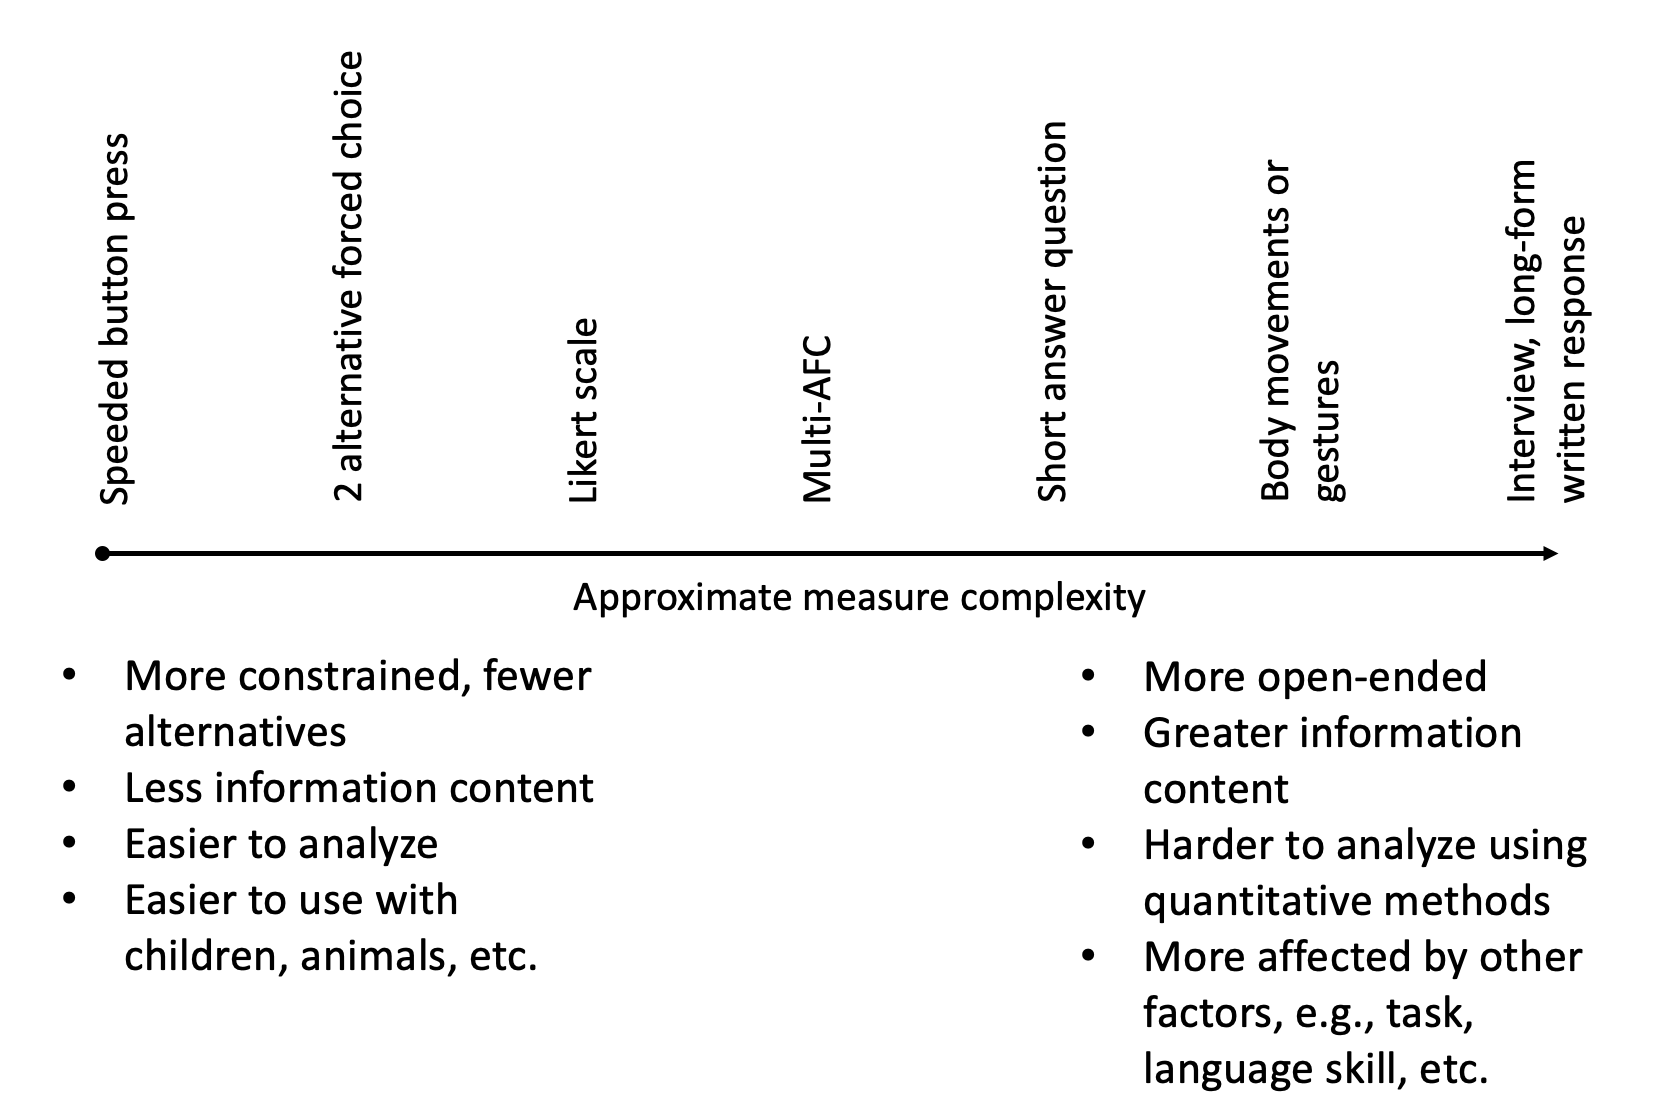 Speeded button press
2 alternative forced choice
Likert scale
Multi-AFC
Short answer question
Body movements or
gestures
Interview, long-form
written response
Approximate measure complexity
• More constrained, fewer
alternatives
• Less information content
• Easier to analyze
• Easier to use with
children, animals, etc.
• More open-ended
• Greater information
content
• Harder to analyze using
quantitative methods
• More affected by other
factors, e.g., task,
language skill, etc.